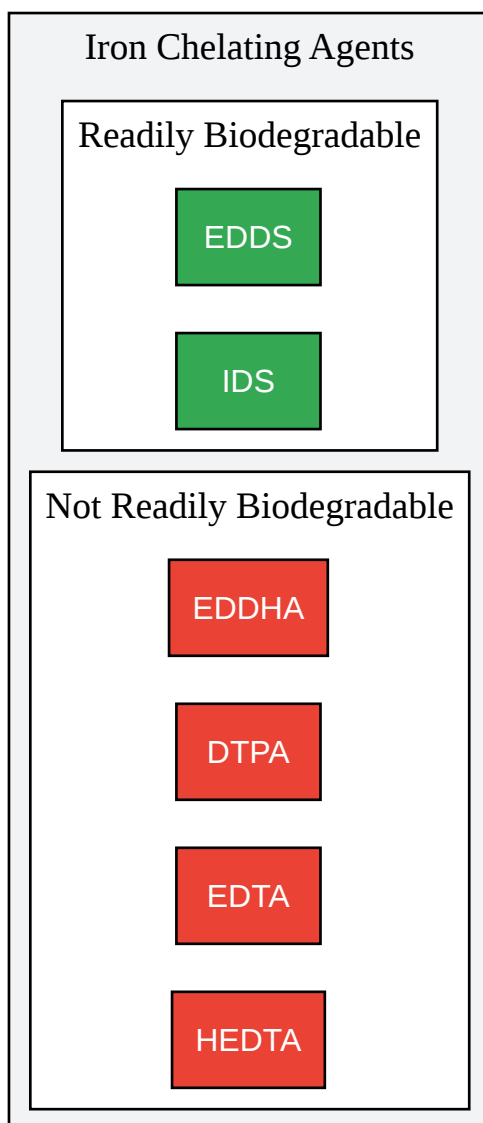 Iron Chelating Agents
Readily Biodegradable
EDDS
IDS
Not Readily Biodegradable
EDDHA
DTPA
EDTA
HEDTA